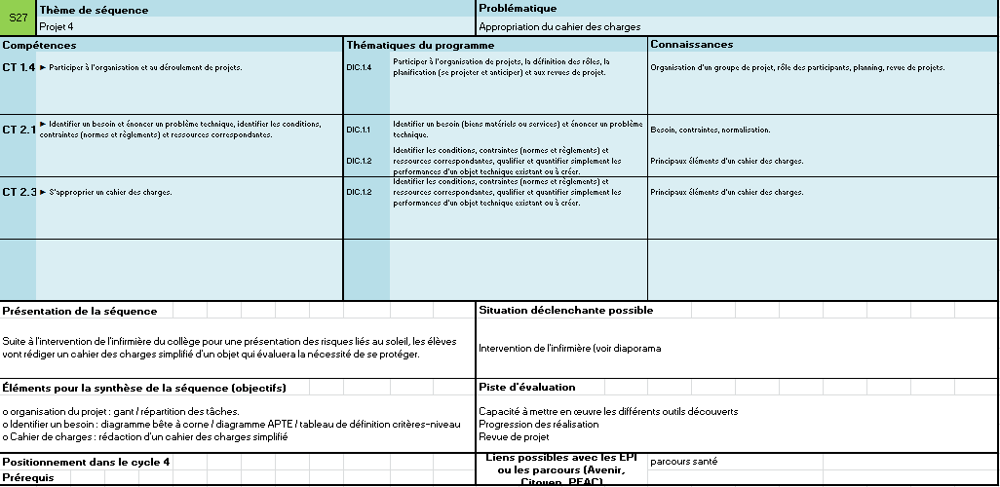 S27
Thème de séquence
Projet 4
Problématique
Appropriation du cahier des charges
Compétences
Thématiques du programme
Connaissances
CT 1.4
► Participer à l'organisation et au déroulement de projets.
DIC.1.4
Participer à l'organisation de projets, la définition des rôles, la
planification (se projeter et anticiper) et aux revues de projet.
Organisation d'un groupe de projet, rôle des participants, planning, revue de projets.
CT 2.1
► Identifier un besoin et énoncer un problème technique, identifier les conditions,
contraintes (normes et règlements) et ressources correspondantes.
DIC.1.1
Identifier un besoin (biens matériels ou services) et énoncer un problème
technique.
Besoin, contraintes, normalisation.
DIC.1.2
Identifier les conditions, contraintes (normes et règlements) et
ressources correspondantes, qualifier et quantifier simplement les
performances d'un objet technique existant ou à créer.
Principaux éléments d'un cahier des charges.
CT 2.3
► S'approprier un cahier des charges.
DIC.1.2
Identifier les conditions, contraintes (normes et règlements) et
ressources correspondantes, qualifier et quantifier simplement les
performances d'un objet technique existant ou à créer.
Principaux éléments d'un cahier des charges.
Présentation de la séquence
Suite à l'intervention de l'infirmière du collège pour une présentation des risques liés au soleil, les élèves
vont rédiger un cahier des charges simplifié d'un objet qui évaluera la nécessité de se protéger.
Situation déclenchante possible
Intervention de l'infirmière (voir diaporama
Éléments pour la synthèse de la séquence (objectifs)
o organisation du projet : gant / répartition des tâches.
o Identifier un besoin : diagramme bête à corne / diagramme APTE / tableau de définition critères-niveau
o Cahier de charges : rédaction d'un cahier des charges simplifié
Piste d'évaluation
Capacité à mettre en œuvre les différents outils découverts
Progression des réalisation
Revue de projet
Positionnement dans le cycle 4
Prérequis
Liens possibles avec les EPI
ou les parcours (Avenir,
Citoyen, PEAC)
parcours santé